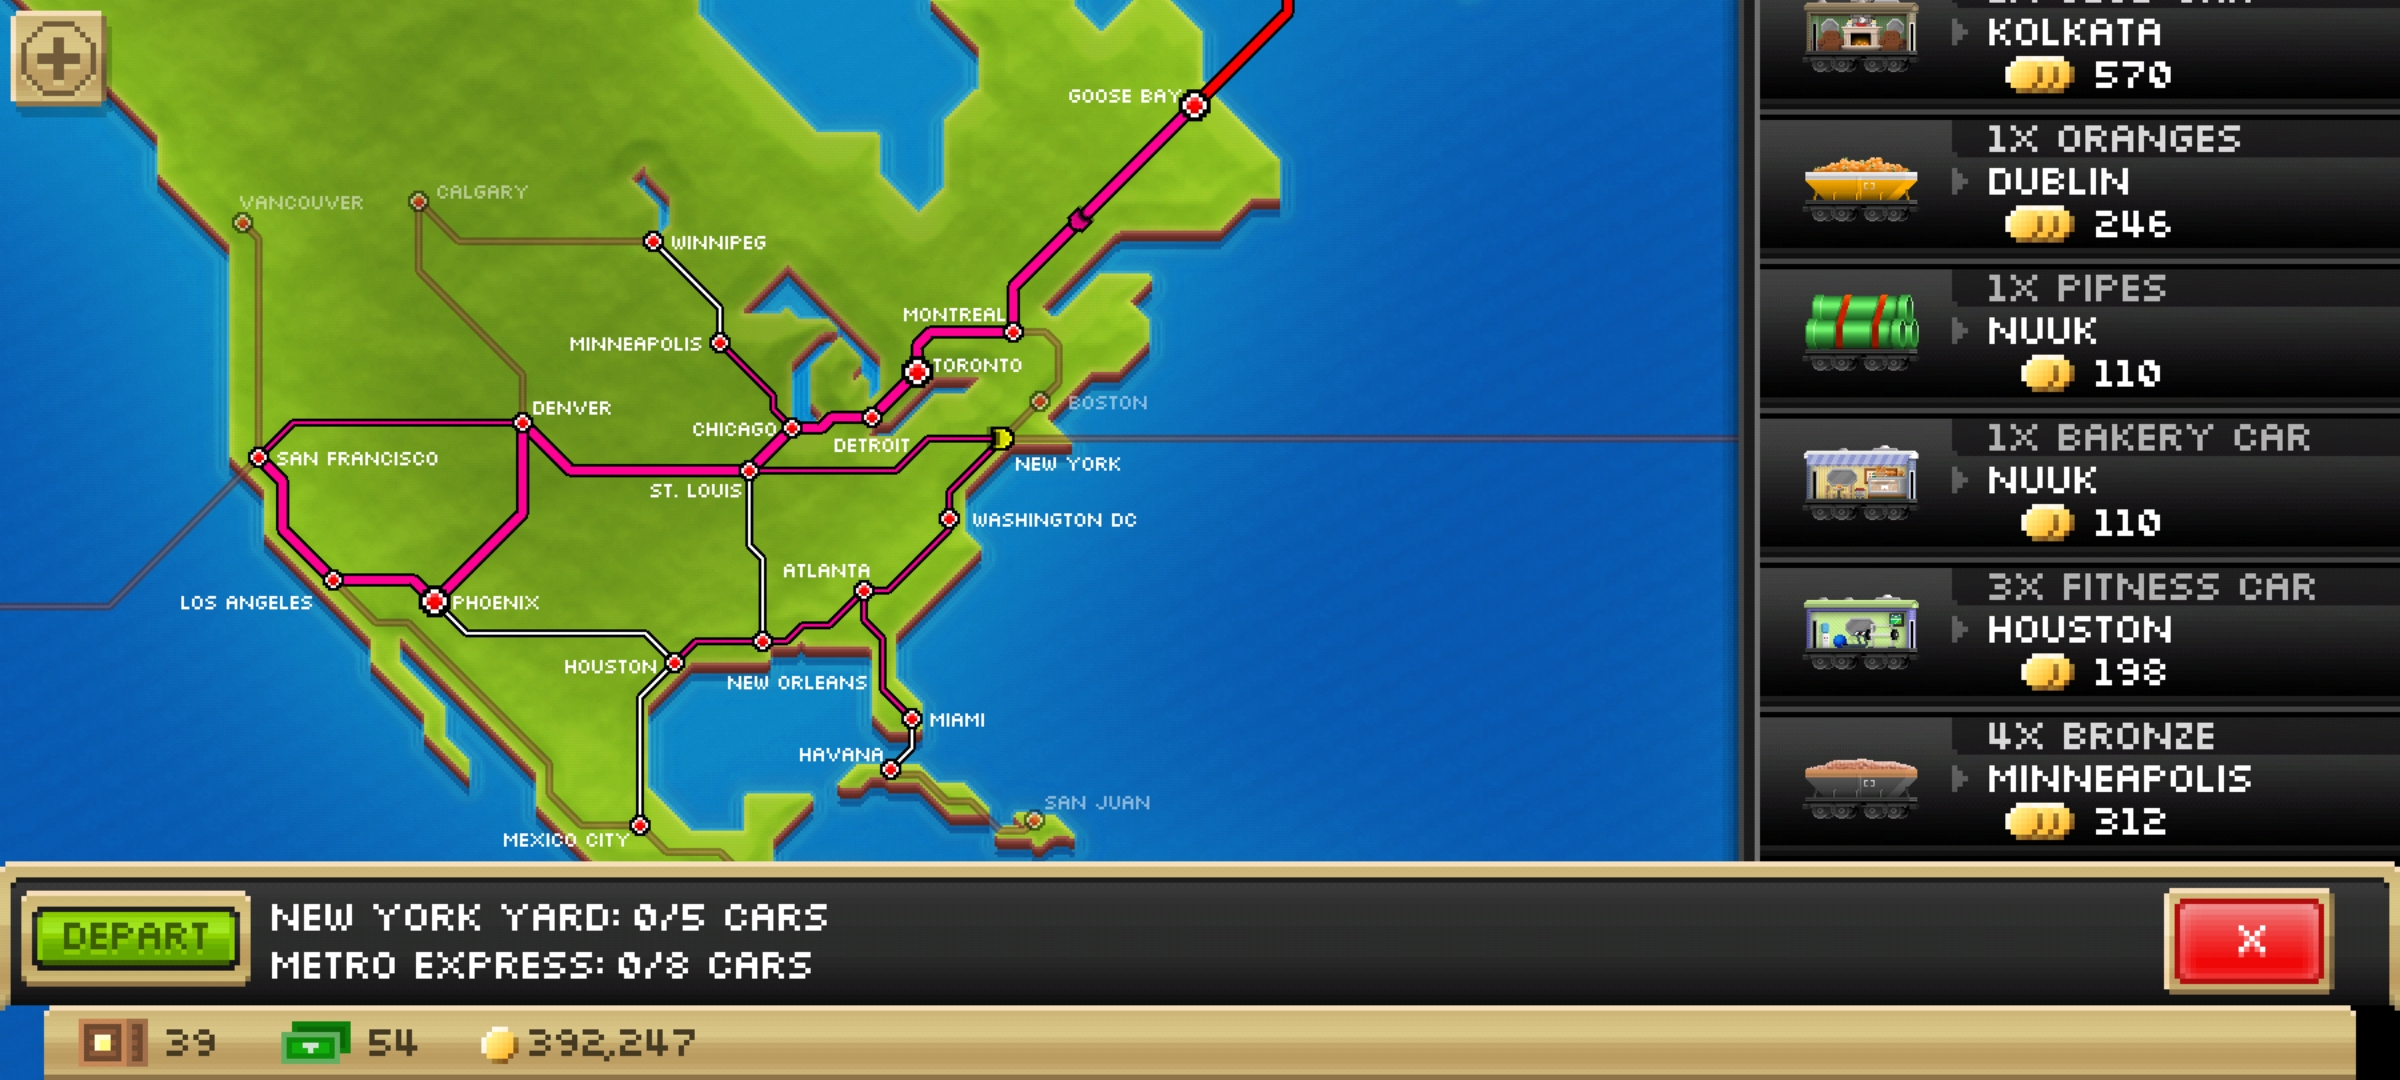 KOLKATA
570
GOOSE BAY
1X ORANGES
DUBLIN
246
VANCOUVER
CALGARY
WINNIPEG
1X PIPES
NUUK
110
MONTREAL
MINNEAPOLIS
TORONTO
BOSTON
DENVER
CHICAGO
DETROIT
1X BAKERY CAR
NUUK
110
SAN FRANCISCO
NEW YORK
ST. LOUIS
WASHINGTON DC
ATLANTA
3X FITNESS CAR
HOUSTON
198
LOS ANGELES
PHOENIX
HOUSTON
NEW ORLEANS
MIAMI
HAVANA
4X BRONZE
MINNEAPOLIS
312
SAN JUAN
MEXICO CITY
DEPART
NEW YORK YARD: 0/5 CARS
METRO EXPRESS: 0/8 CARS
X
39
54
392,247